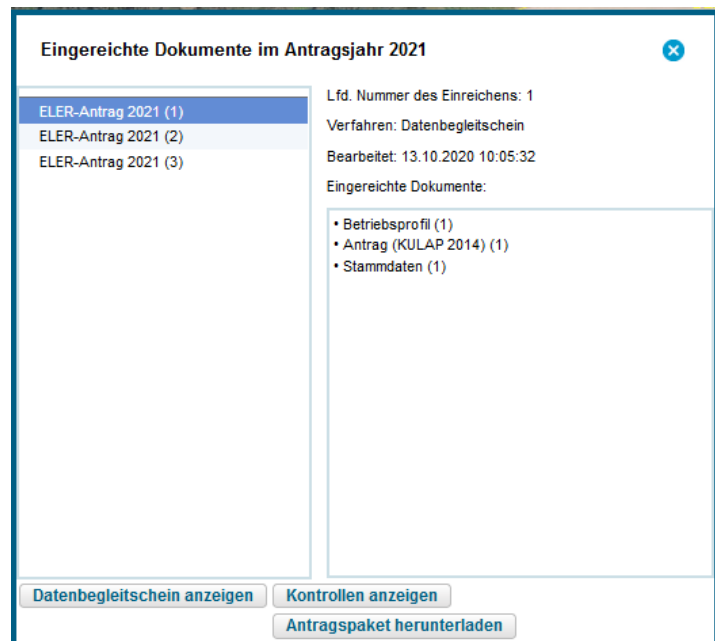 Eingereichte Dokumente im Antragsjahr 2021
ELER-Antrag 2021 (1)
ELER-Antrag 2021 (2)
ELER-Antrag 2021 (3)
Lfd. Nummer des Einreichens: 1
Verfahren: Datenbegleitschein
Bearbeitet: 13.10.2020 10:05:32
Eingereichte Dokumente:
• Betriebsprofil (1)
• Antrag (KULAP 2014) (1)
• Stammdaten (1)
Datenbegleitschein anzeigen
Kontrollen anzeigen
Antragspaket herunterladen